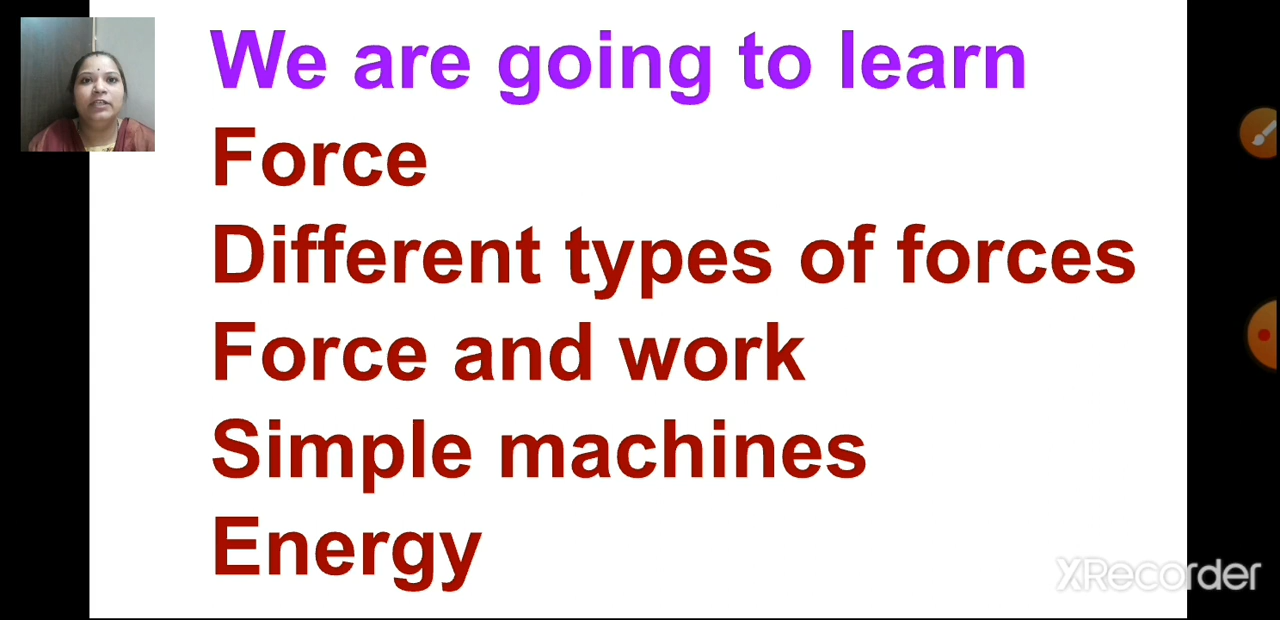 We are going to learn
Force
Different types of forces
Force and work
Simple machines
Energy
XRecorder